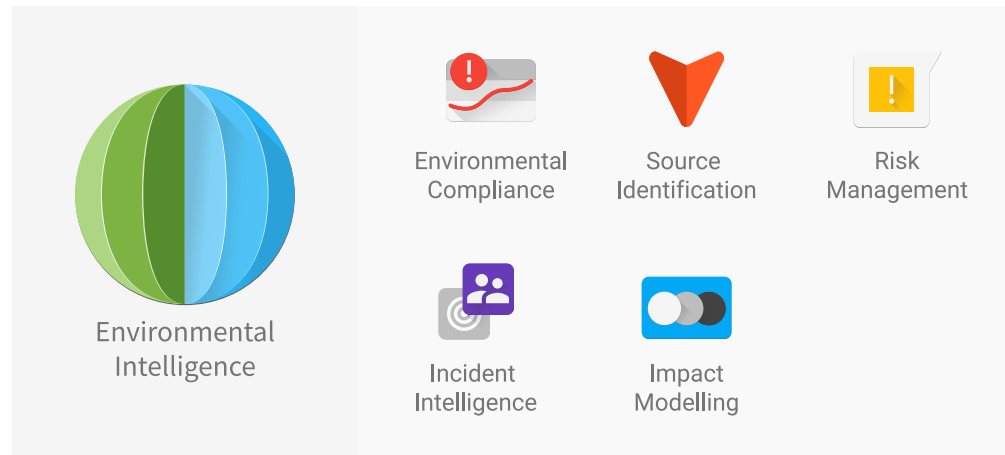 Environmental
Intelligence
Environmental
Compliance
Source
Identification
Risk
Management
Incident
Intelligence
Impact
Modelling